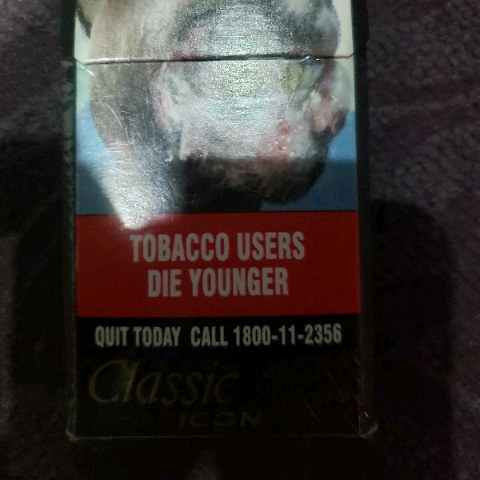 TOBACCO USERS
DIE YOUNGER
QUIT TODAY CALL 1800-11-2356
Classic
ICON